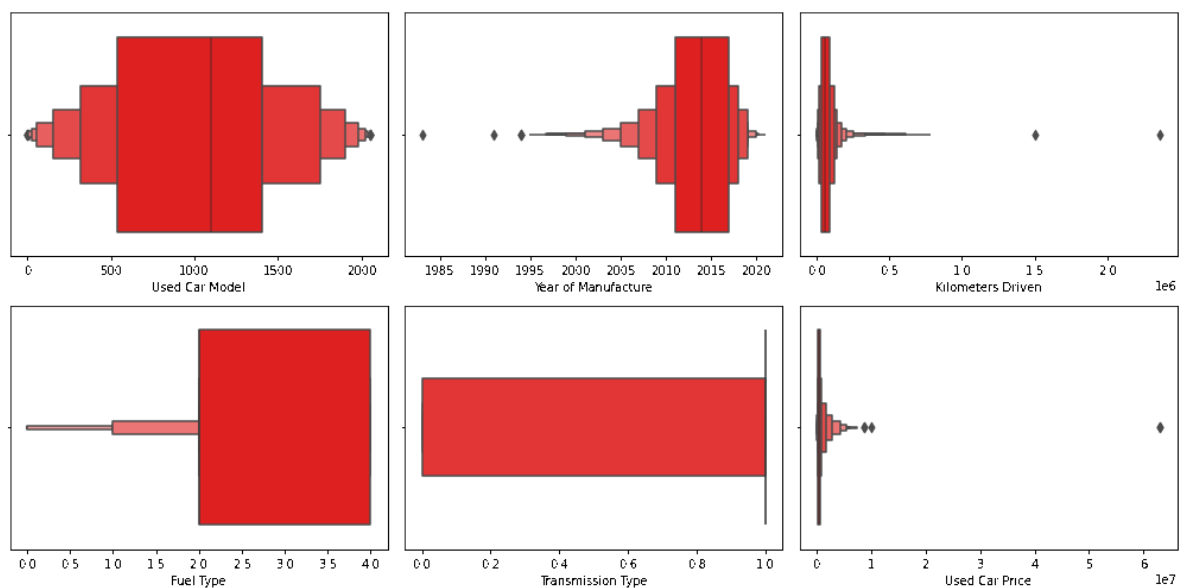 0 500 1000 1500 2000
Used Car Model
1985 1990 1995 2000 2005 2010 2015 2020
Year of Manufacture
0 0 0 5 1 0 1 5 2 0
Kilometers Driven
1e6
0 0 0 5 1 0 1 5 2 0 2 5 3 0 3 5 4 0
Fuel Type
0 0 0 2 0 4 0 6 0 8 1 0
Transmission Type
0 1 2 3 4 5 6
Used Car Price
1e7